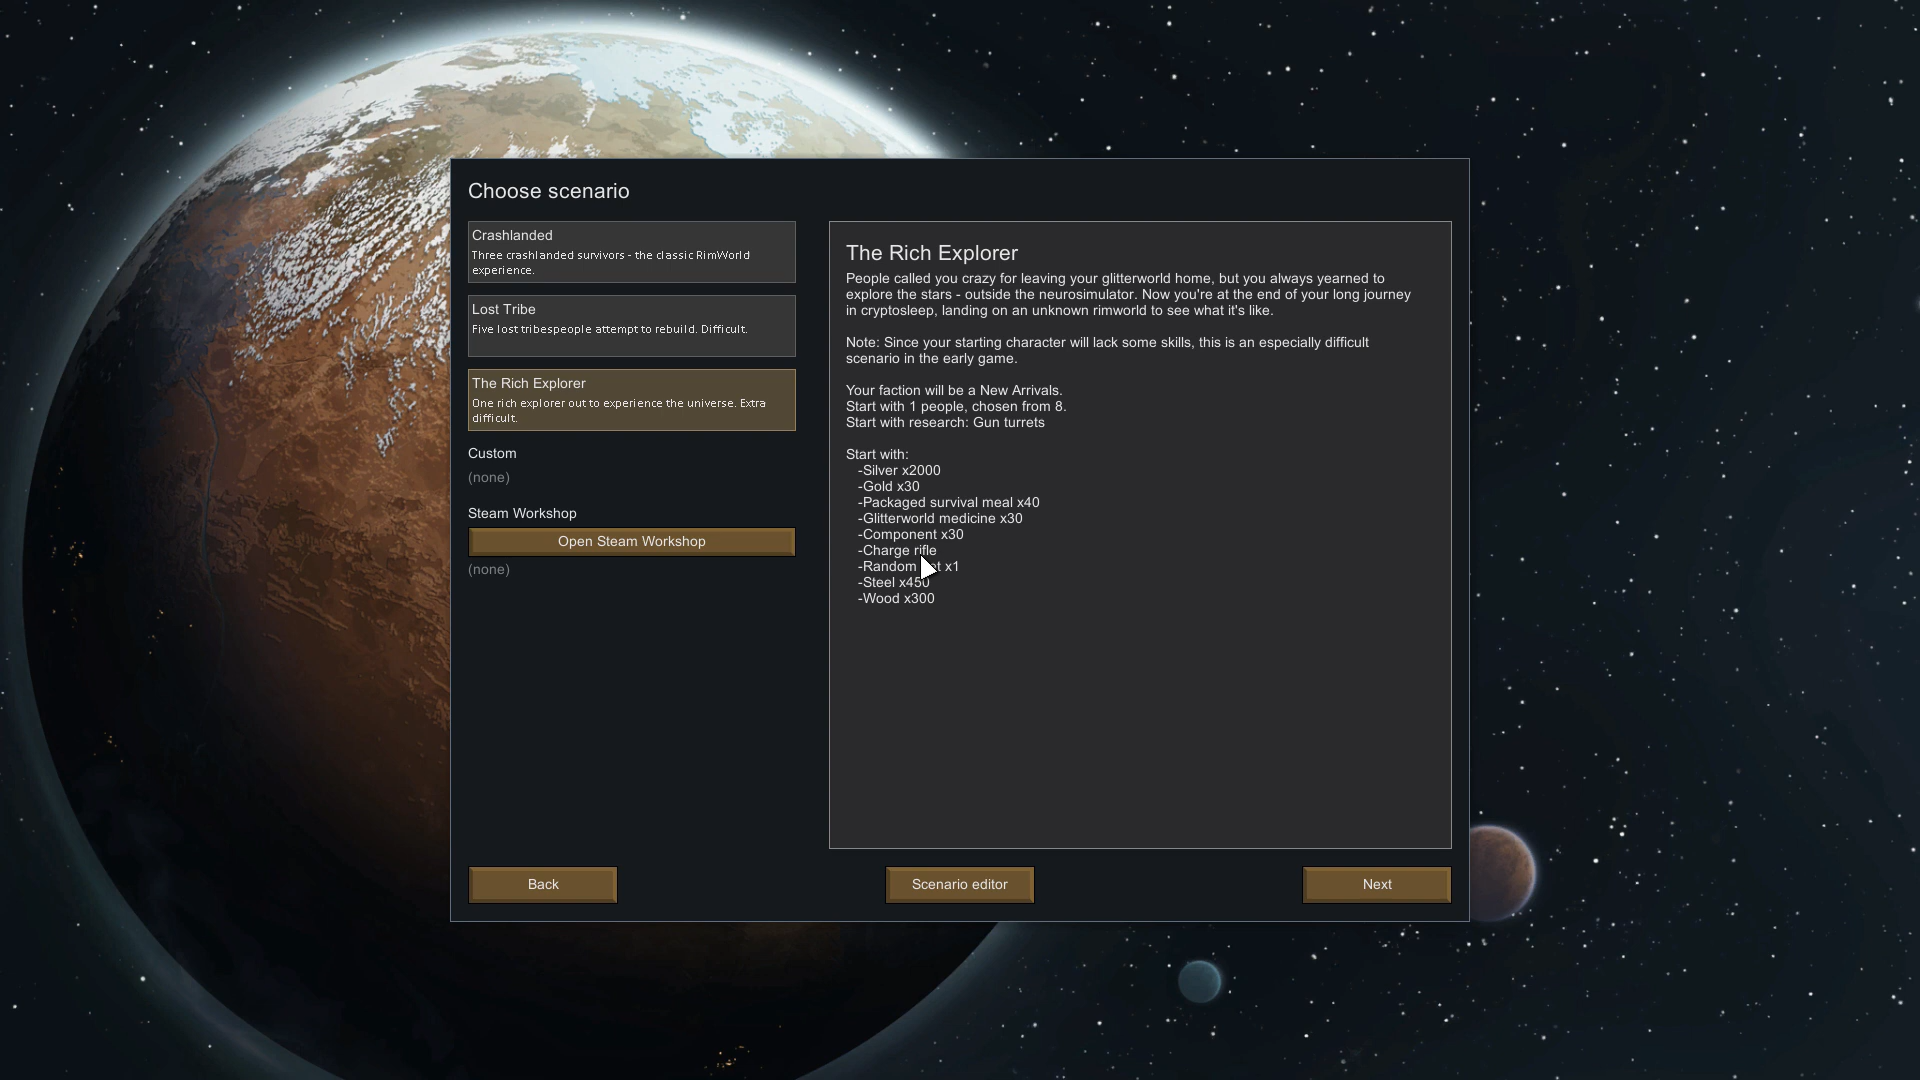 Choose scenario
Crashlanded
Three crashlanded survivors - the classic RimWorld
experience.
Lost Tribe
Five lost tribespeople attempt to rebuild. Difficult.
The Rich Explorer
One rich explorer out to experience the universe. Extra
difficult.
Custom
(none)
Steam Workshop
Open Steam Workshop
(none)
The Rich Explorer
People called you crazy for leaving your glitterworld home, but you always yearned to
explore the stars - outside the neurosimulator. Now you're at the end of your long journey
in cryptosleep, landing on an unknown rimworld to see what it's like.
Note: Since your starting character will lack some skills, this is an especially difficult
scenario in the early game.
Your faction will be a New Arrivals.
Start with 1 people, chosen from 8.
Start with research: Gun turrets
Start with:
-Silver x2000
-Gold x30
-Packaged survival meal x40
-Glitterworld medicine x30
-Component x30
-Charge rifle
-Random x1
-Steel x450
-Wood x300
Back
Scenario editor
Next